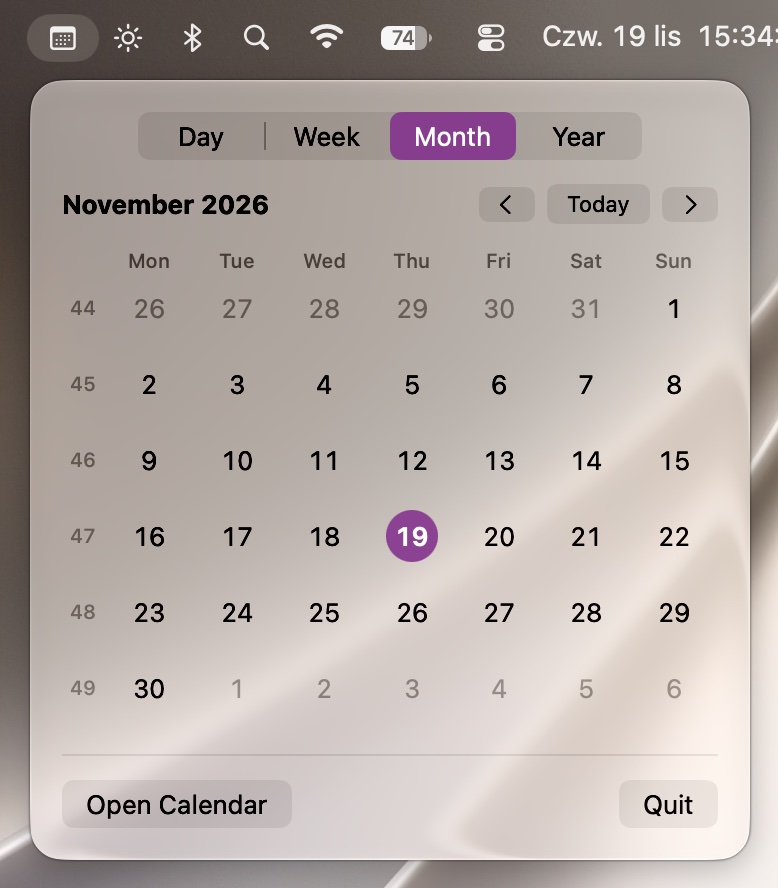 74 Czw. 19 lis 15:34:
Day Week Month Year
November 2026 Today
Mon Tue Wed Thu Fri Sat Sun
44 26 27 28 29 30 31 1
45 2 3 4 5 6 7 8
46 9 10 11 12 13 14 15
47 16 17 18 19 20 21 22
48 23 24 25 26 27 28 29
49 30 1 2 3 4 5 6
Open Calendar Quit